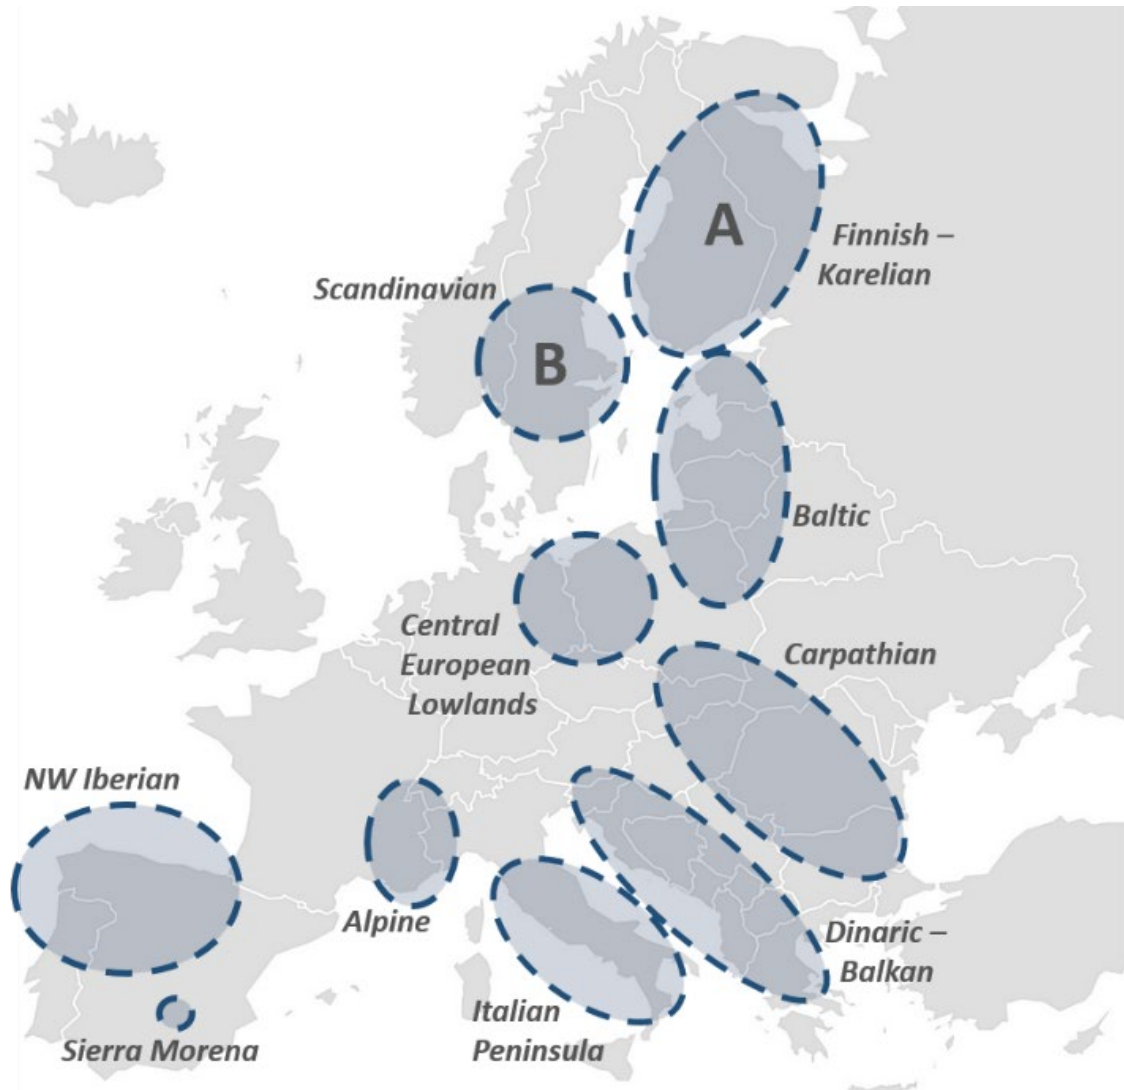 A
Finnish –
Karelian
Scandinavian
B
Baltic
Central
European
Lowlands
Carpathian
NW Iberian
Alpine
Dinaric –
Balkan
Italian
Peninsula
Sierra Morena